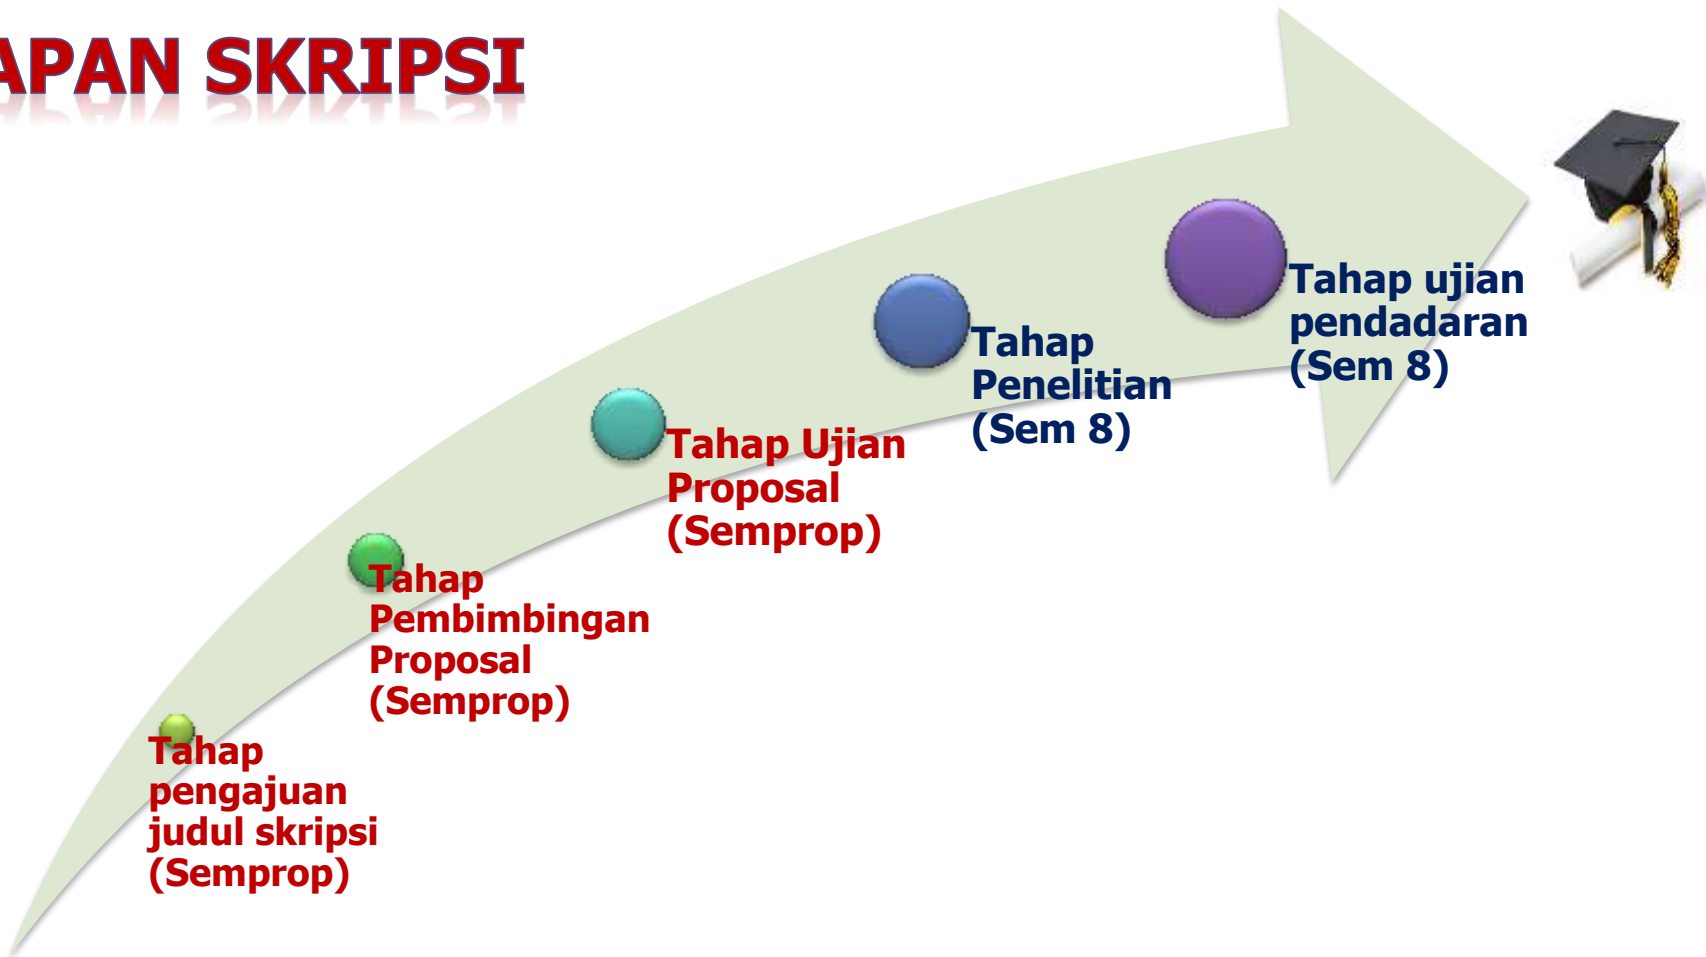 APAN SKRIPSI
Tahap ujian
pendadaran
(Sem 8)
Tahap
Penelitian
(Sem 8)
Tahap Ujian
Proposal
(Semprop)
Tahap
Pembimbingan
Proposal
(Semprop)
Tahap
pengajuan
judul skripsi
(Semprop)